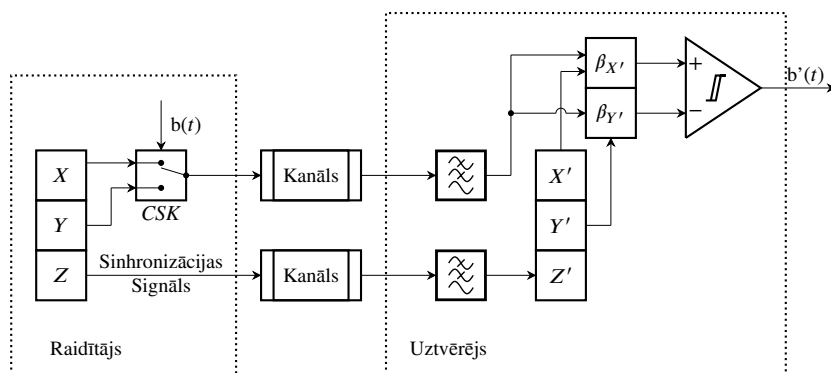 β_X′
+
b'(t)
b(t)
β_Y′
−
X
Kanāls
X′
Y
CSK
Y′
Z
Sinhronizācijas
Signāls
Kanāls
Z′
Raidītājs
Uztvērējs